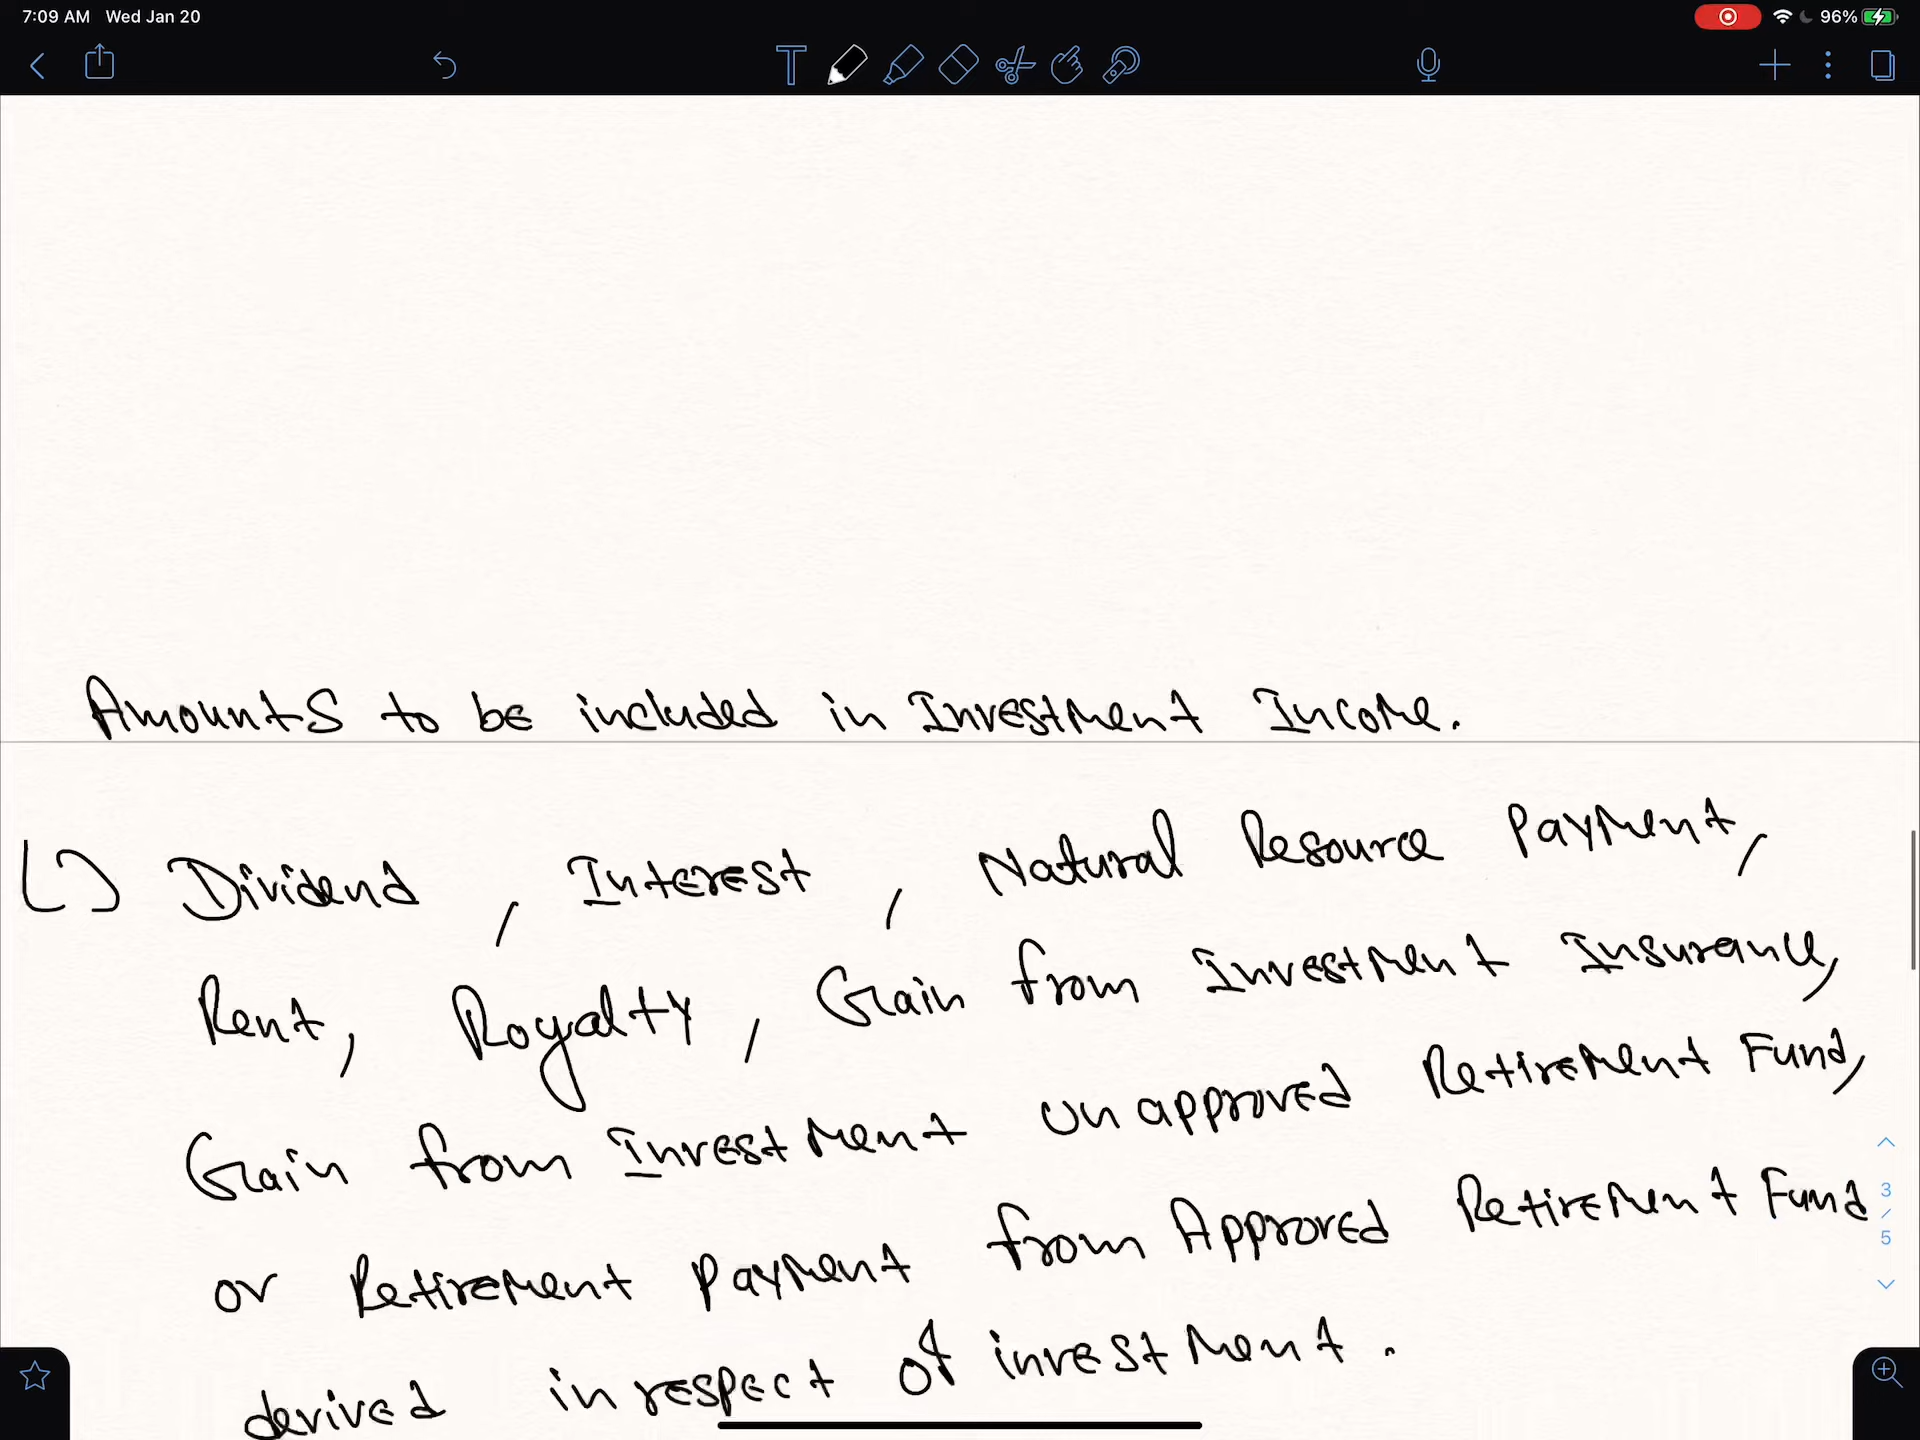 7:09 AM Wed Jan 20
96%
Amounts to be included in Investment Income.
Dividend, Interest, Natural Resource Payment,
Rent, Royalty, Gain from Investment Insurance,
Gain from Investment unapproved Retirement Fund,
or Retirement Payment from Approved Retirement Fund
derived in respect of investment.
3
/
5